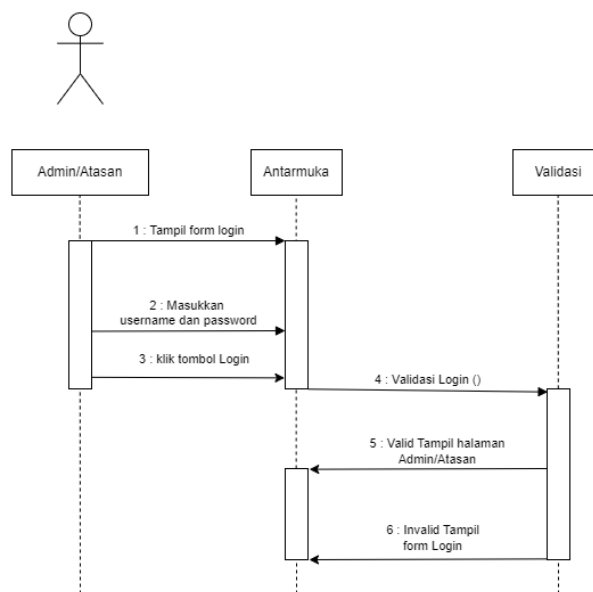 Admin/Atasan
Antarmuka
Validasi
1 : Tampil form login
2 : Masukkan
username dan password
3 : klik tombol Login
4 : Validasi Login ()
5 : Valid Tampil halaman
Admin/Atasan
6 : Invalid Tampil
form Login